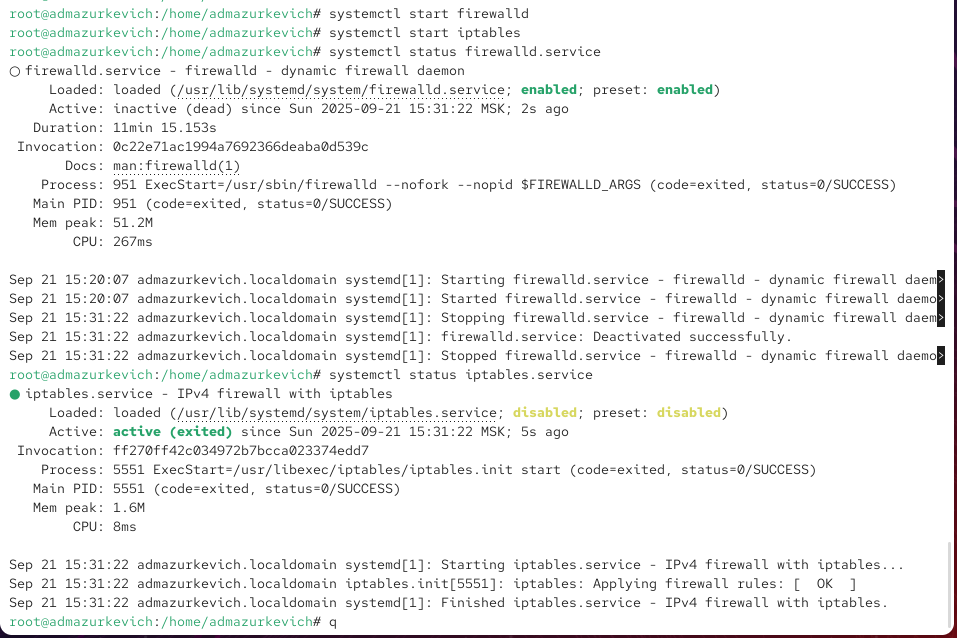 root@admazurkevich:/home/admazurkevich# systemctl start firewalld
root@admazurkevich:/home/admazurkevich# systemctl start iptables
root@admazurkevich:/home/admazurkevich# systemctl status firewalld.service
○ firewalld.service - firewalld - dynamic firewall daemon
     Loaded: loaded (/usr/lib/systemd/system/firewalld.service; enabled; preset: enabled)
     Active: inactive (dead) since Sun 2025-09-21 15:31:22 MSK; 2s ago
   Duration: 11min 15.153s
 Invocation: 0c22e71ac1994a7692366deaba0d539c
       Docs: man:firewalld(1)
    Process: 951 ExecStart=/usr/sbin/firewalld --nofork --nopid $FIREWALLD_ARGS (code=exited, status=0/SUCCESS)
   Main PID: 951 (code=exited, status=0/SUCCESS)
   Mem peak: 51.2M
        CPU: 267ms

Sep 21 15:20:07 admazurkevich.localdomain systemd[1]: Starting firewalld.service - firewalld - dynamic firewall daem>
Sep 21 15:20:07 admazurkevich.localdomain systemd[1]: Started firewalld.service - firewalld - dynamic firewall daemo>
Sep 21 15:31:22 admazurkevich.localdomain systemd[1]: Stopping firewalld.service - firewalld - dynamic firewall daem>
Sep 21 15:31:22 admazurkevich.localdomain systemd[1]: firewalld.service: Deactivated successfully.
Sep 21 15:31:22 admazurkevich.localdomain systemd[1]: Stopped firewalld.service - firewalld - dynamic firewall daemo>
root@admazurkevich:/home/admazurkevich# systemctl status iptables.service
● iptables.service - IPv4 firewall with iptables
     Loaded: loaded (/usr/lib/systemd/system/iptables.service; disabled; preset: disabled)
     Active: active (exited) since Sun 2025-09-21 15:31:22 MSK; 5s ago
 Invocation: ff270ff42c034972b7bcca023374edd7
    Process: 5551 ExecStart=/usr/libexec/iptables/iptables.init start (code=exited, status=0/SUCCESS)
   Main PID: 5551 (code=exited, status=0/SUCCESS)
   Mem peak: 1.6M
        CPU: 8ms

Sep 21 15:31:22 admazurkevich.localdomain systemd[1]: Starting iptables.service - IPv4 firewall with iptables...
Sep 21 15:31:22 admazurkevich.localdomain iptables.init[5551]: iptables: Applying firewall rules: [  OK  ]
Sep 21 15:31:22 admazurkevich.localdomain systemd[1]: Finished iptables.service - IPv4 firewall with iptables.
root@admazurkevich:/home/admazurkevich# q